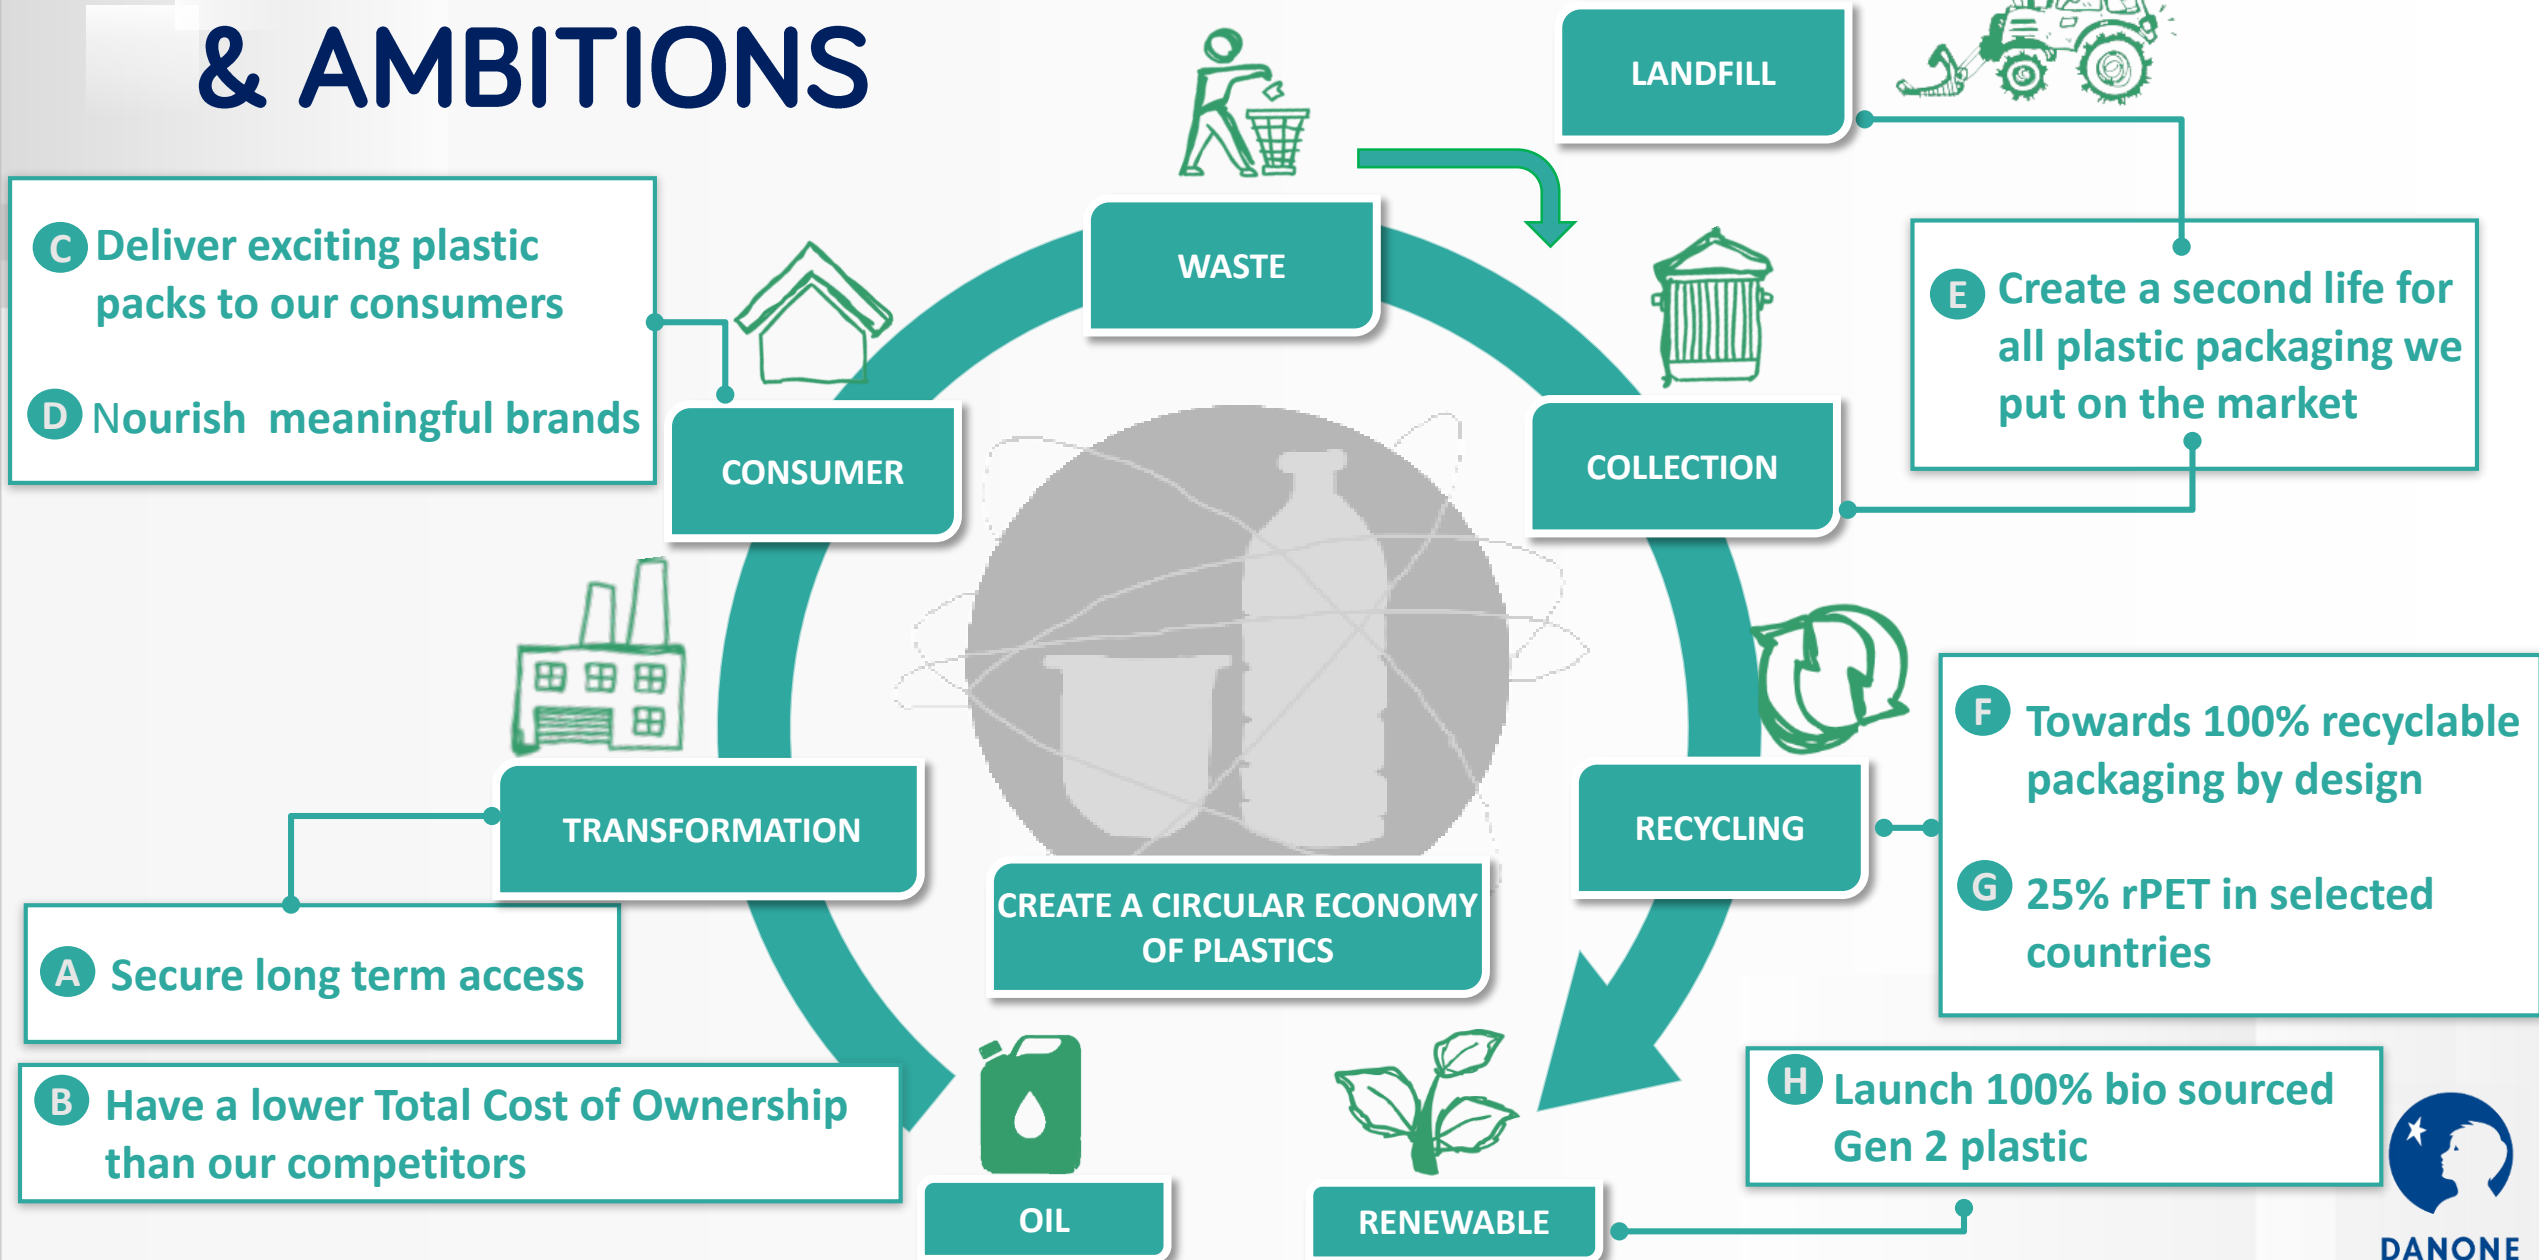 & AMBITIONS
LANDFILL
WASTE
C Deliver exciting plastic
packs to our consumers
D Nourish meaningful brands
CONSUMER
COLLECTION
E Create a second life for
all plastic packaging we
put on the market
TRANSFORMATION
RECYCLING
F Towards 100% recyclable
packaging by design
G 25% rPET in selected
countries
CREATE A CIRCULAR ECONOMY
OF PLASTICS
A Secure long term access
B Have a lower Total Cost of Ownership
than our competitors
H Launch 100% bio sourced
Gen 2 plastic
OIL
RENEWABLE
DANONE